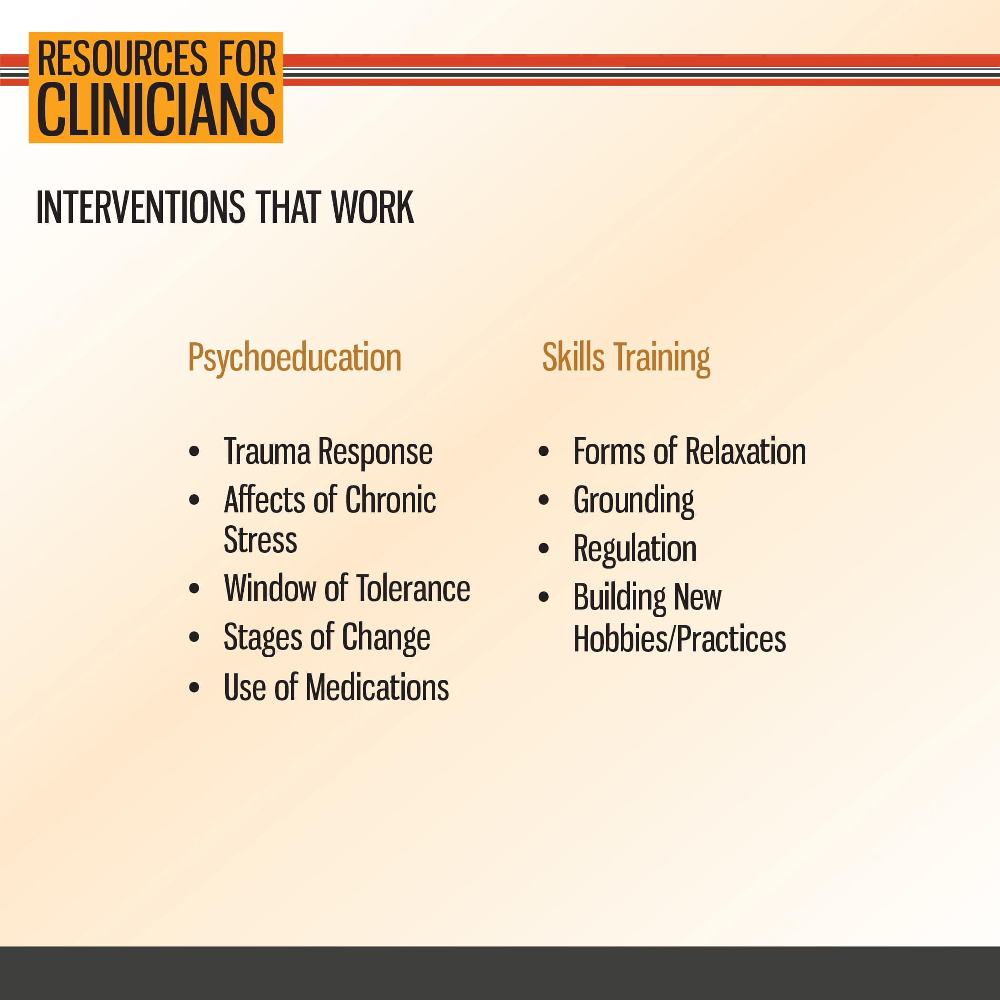 RESOURCES FOR
CLINICIANS
INTERVENTIONS THAT WORK
Psychoeducation
• Trauma Response
• Affects of Chronic
Stress
• Window of Tolerance
• Stages of Change
• Use of Medications
Skills Training
• Forms of Relaxation
• Grounding
• Regulation
• Building New
Hobbies/Practices